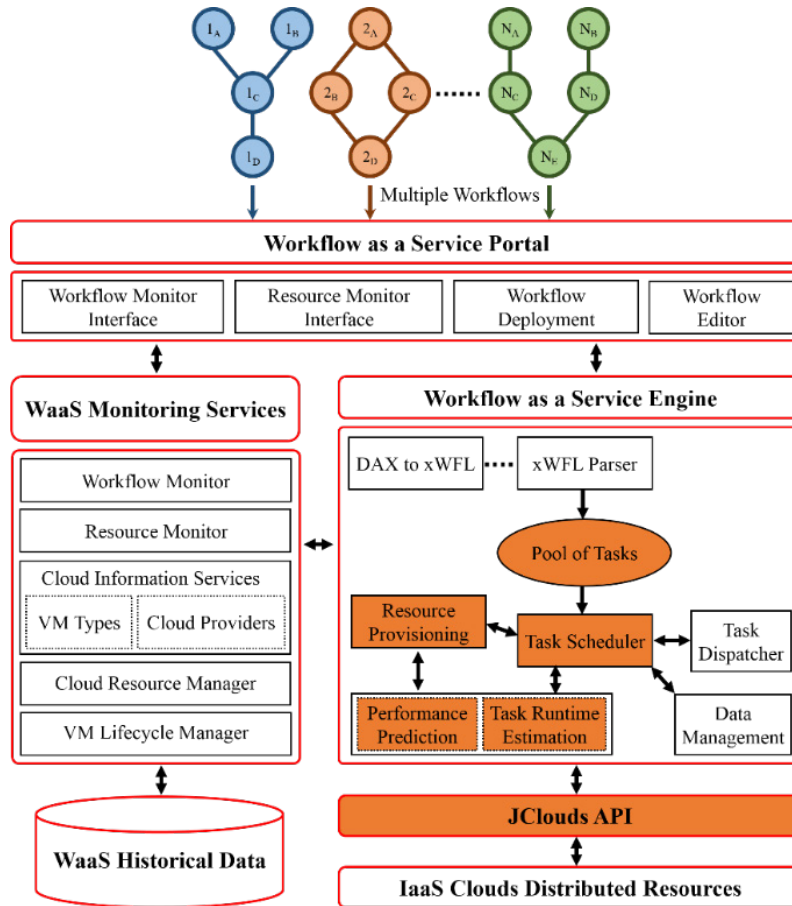 1A 1B 2A NA NB
1C 2B 2C NC ND
1D 2D NE
Multiple Workflows
Workflow as a Service Portal
Workflow Monitor
Interface
Resource Monitor
Interface
Workflow
Deployment
Workflow
Editor
WaaS Monitoring Services
Workflow Monitor
Resource Monitor
Cloud Information Services
VM Types
Cloud Providers
Cloud Resource Manager
VM Lifecycle Manager
WaaS Historical Data
Workflow as a Service Engine
DAX to xWFL
xWFL Parser
Pool of Tasks
Resource
Provisioning
Task Scheduler
Task
Dispatcher
Performance
Prediction
Task Runtime
Estimation
Data
Management
JClouds API
IaaS Clouds Distributed Resources